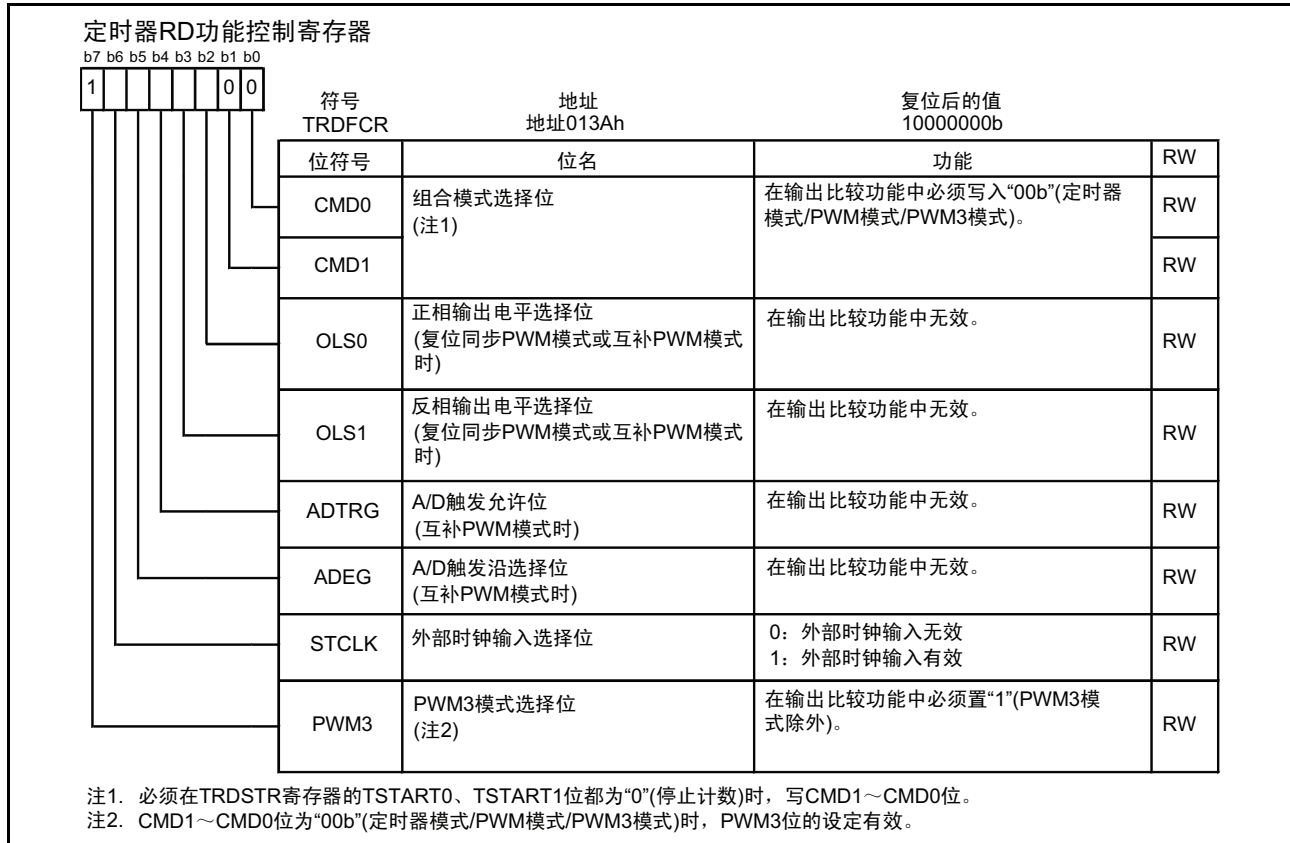 定时器RD功能控制寄存器
b7 b6 b5 b4 b3 b2 b1 b0
1 0 0
符号 地址 复位后的值
TRDFCR 地址013Ah 10000000b
位符号 位名 功能 RW
CMD0 组合模式选择位 在输出比较功能中必须写入“00b”(定时器 RW
(注1) 模式/PWM模式/PWM3模式)。
CMD1 RW
正相输出电平选择位 在输出比较功能中无效。
OLS0 (复位同步PWM模式或互补PWM模式 RW
时)
反相输出电平选择位 在输出比较功能中无效。
OLS1 (复位同步PWM模式或互补PWM模式 RW
时)
ADTRG A/D触发允许位 在输出比较功能中无效。 RW
(互补PWM模式时)
ADEG A/D触发沿选择位 在输出比较功能中无效。 RW
(互补PWM模式时)
STCLK 外部时钟输入选择位 0：外部时钟输入无效 RW
1：外部时钟输入有效
PWM3模式选择位 在输出比较功能中必须置“1”(PWM3模
PWM3 (注2) 式除外)。 RW
注1. 必须在TRDSTR寄存器的TSTART0、TSTART1位都为“0”(停止计数)时，写CMD1～CMD0位。
注2. CMD1～CMD0位为“00b”(定时器模式/PWM模式/PWM3模式)时，PWM3位的设定有效。